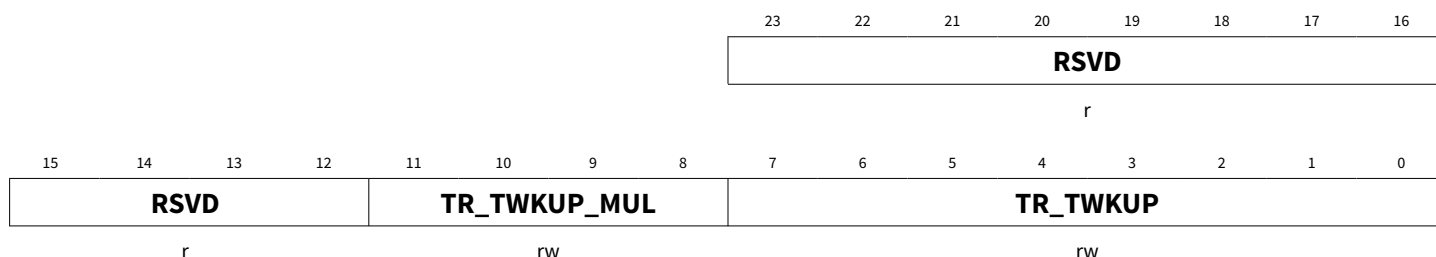 23 22 21 20 19 18 17 16
RSVD
r
15 14 13 12 11 10 9 8 7 6 5 4 3 2 1 0
RSVD TR_TWKUP_MUL TR_TWKUP
r rw rw